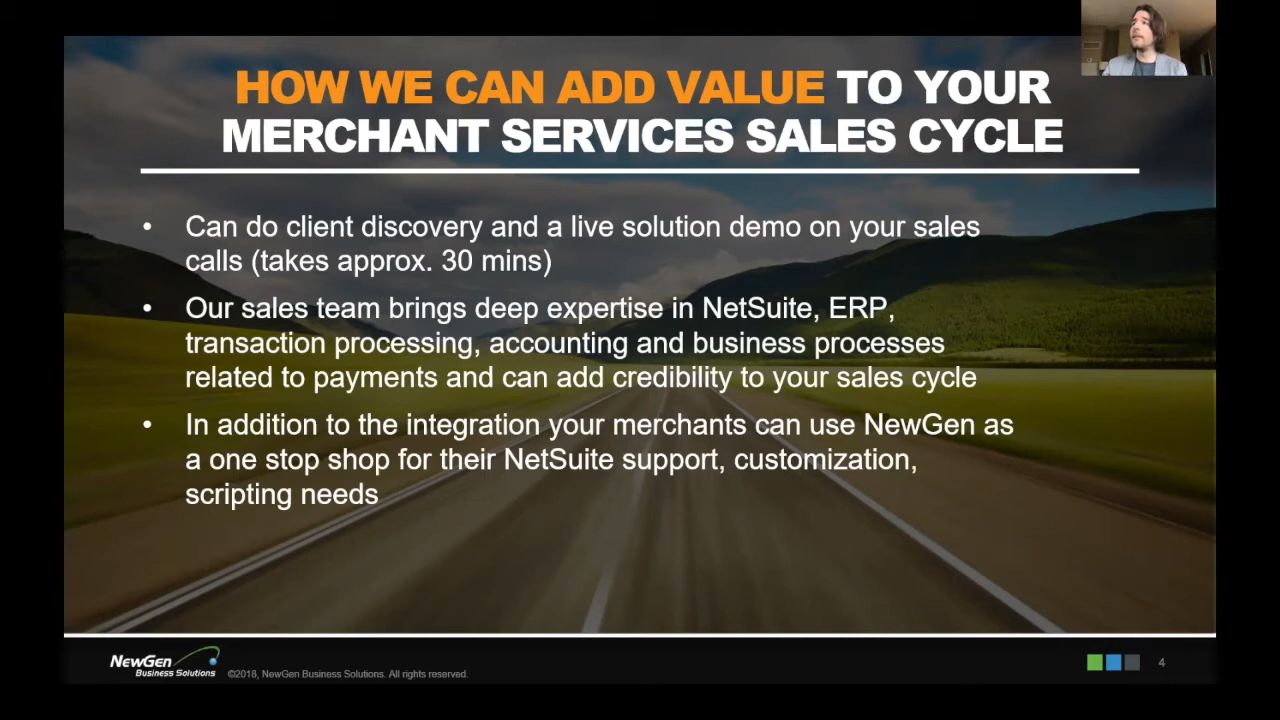 HOW WE CAN ADD VALUE TO YOUR
MERCHANT SERVICES SALES CYCLE
• Can do client discovery and a live solution demo on your sales
calls (takes approx. 30 mins)
• Our sales team brings deep expertise in NetSuite, ERP,
transaction processing, accounting and business processes
related to payments and can add credibility to your sales cycle
• In addition to the integration your merchants can use NewGen as
a one stop shop for their NetSuite support, customization,
scripting needs
NewGen
Business Solutions
©2018, NewGen Business Solutions. All rights reserved.
4